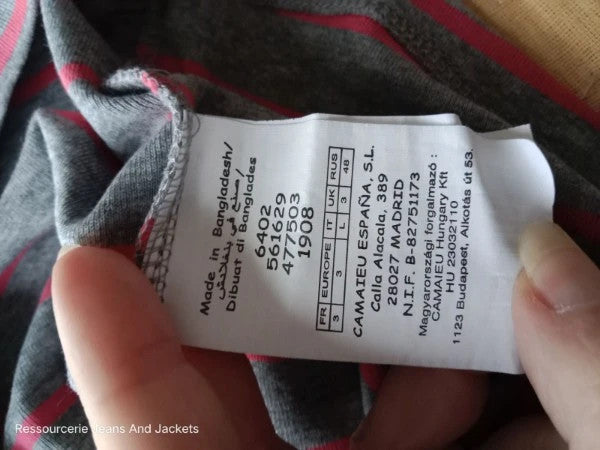 Made in Bangladesh/
صنع في بنغلاديش/
Dibuat di Banglades
6402
561629
477503
1908
FR EUROPE IT UK RUS
3 3 L 3 48
CAMAIEU ESPAÑA, S.L.
Calla Alacala, 389
28027 MADRID
N.I.F. B-82751173
Magyarországi forgalmazó :
CAMAIEU Hungary Kft
HU 23032110
1123 Budapest, Alkotás út 53.
Ressourcerie Jeans And Jackets